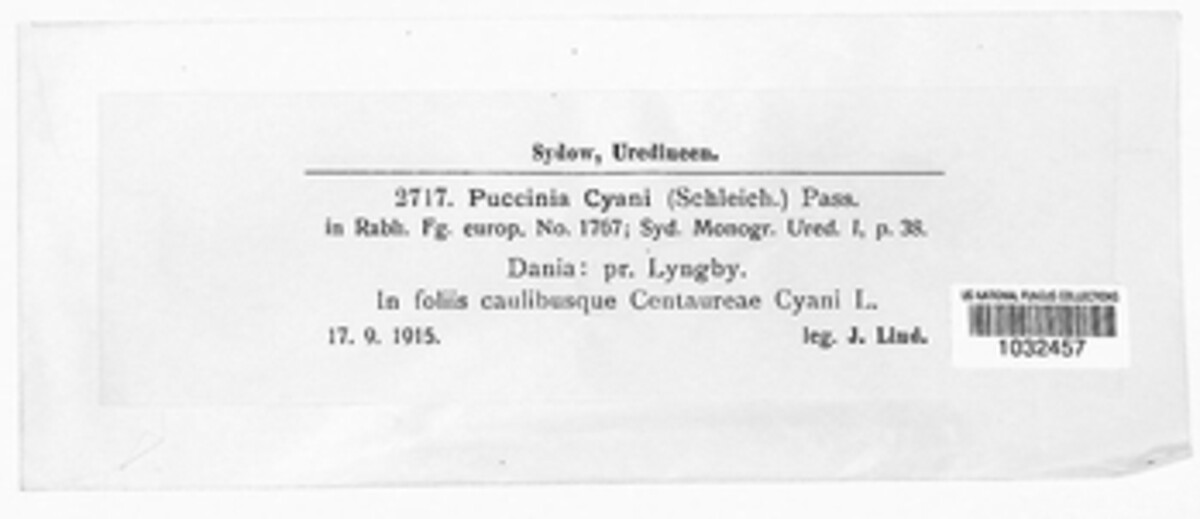 Sydow, Uredineen.
2717. Puccinia Cyani (Schleich.) Pass.
in Rabh. Fg. europ. No. 1767; Syd. Monogr. Ured. I, p. 38.
Dania: pr. Lyngby.
In foliis caulibusque Centaureae Cyani L.
17. 9. 1915. leg. J. Lind.
US NATIONAL FUNGUS COLLECTIONS
1032457